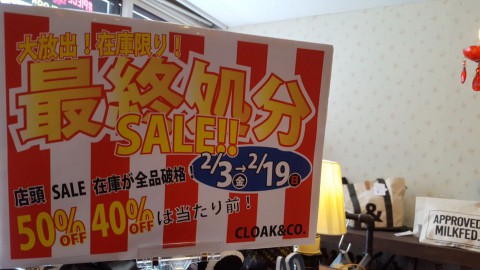 大放出！在庫限り！
最終処分
SALE!!
2/3金→2/19日
店頭 SALE 在庫が全品破格！
50%OFF 40%OFF は当たり前！
CLOAK&CO.
&
APPROVED
MILKFED.